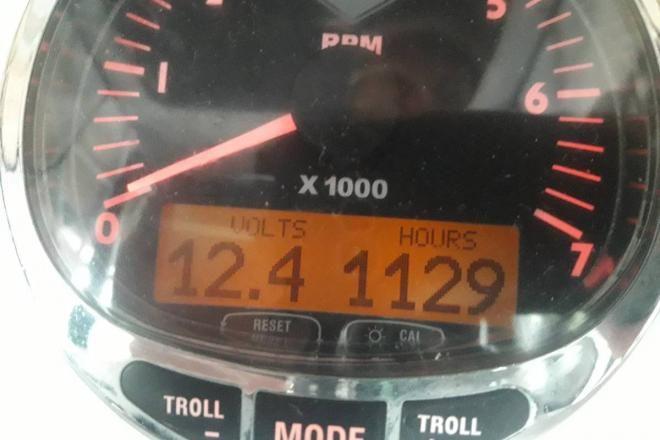 5
RPM
1
6
X 1000
0
7
VOLTS HOURS
12.4 1129
RESET CAL
TROLL MODE TROLL
–